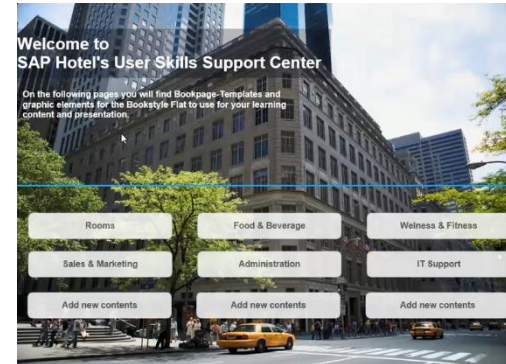 Welcome to
SAP Hotel's User Skills Support Center
On the following pages you will find Bookpage-Templates and
graphic elements for the Bookstyle Flat to use for your learning
content and presentation.
Rooms
Food & Beverage
Welness & Fitness
Sales & Marketing
Administration
IT Support
Add new contents
Add new contents
Add new contents